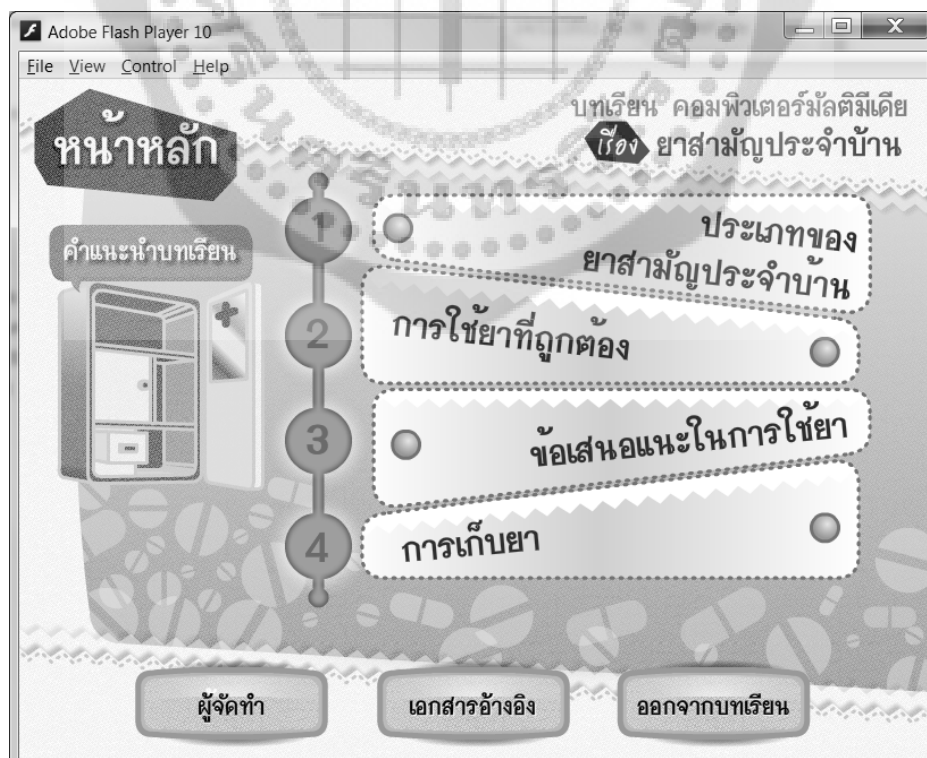 Adobe Flash Player 10
File View Control Help
หน้าหลัก
บทเรียน คอมพิวเตอร์มัลติมีเดีย
เรื่อง ยาสามัญประจำบ้าน
คำแนะนำบทเรียน
1
ประเภทของ
ยาสามัญประจำบ้าน
2
การใช้ยาที่ถูกต้อง
3
ข้อเสนอแนะในการใช้ยา
4
การเก็บยา
ผู้จัดทำ
เอกสารอ้างอิง
ออกจากบทเรียน